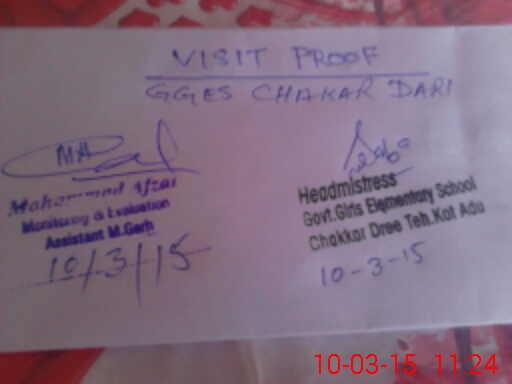 VISIT PROOF
GGES CHAKAR DARI
MA
Mohammad Afzal
Monitoring & Evaluation
Assistant M.Garh
10/3/15
Headmistress
Govt.Girls Elementary School
Chakkar Dree Teh.Kot Adu
10-3-15
10-03-15 11:24